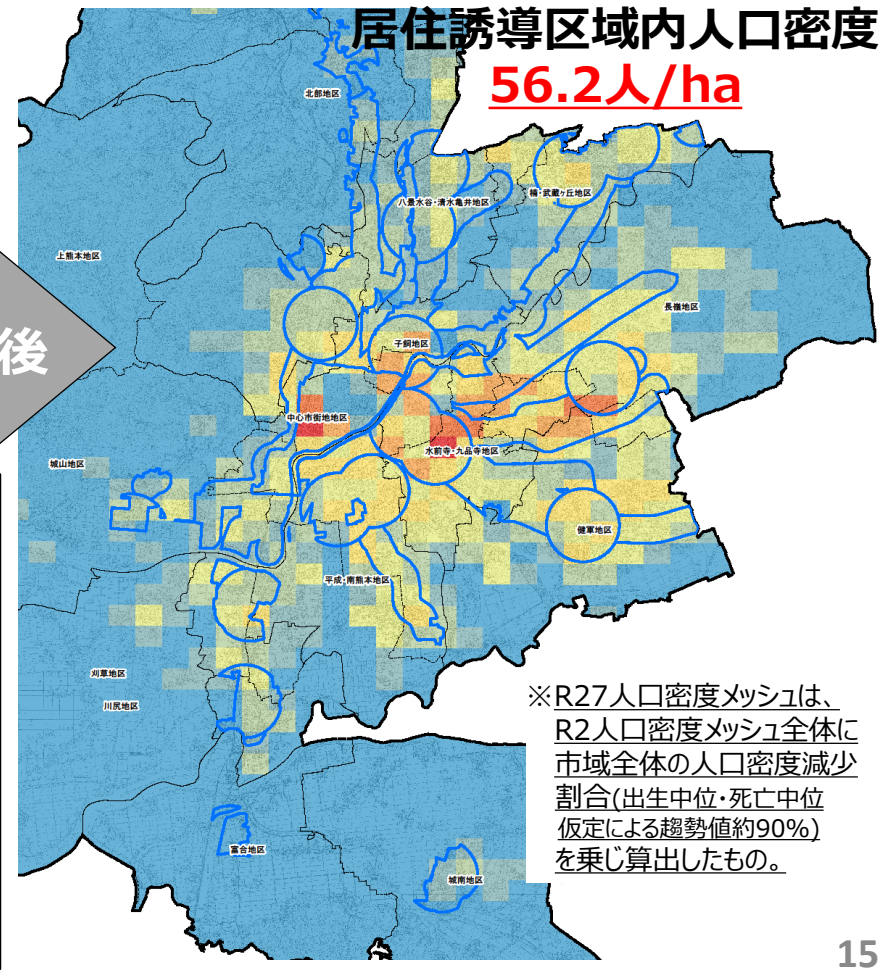 居住誘導区域内人口密度
56.2人/ha
北部地区
八景水谷・清水亀井地区
楠・武蔵ヶ丘地区
上熊本地区
長嶺地区
後
子飼地区
中心市街地地区
水前寺・九品寺地区
城山地区
健軍地区
平成・南熊本地区
刈草地区
川尻地区
※R27人口密度メッシュは、
R2人口密度メッシュ全体に
市域全体の人口密度減少
割合(出生中位・死亡中位
仮定による趨勢値約90%)
を乗じ算出したもの。
富合地区
城南地区
15